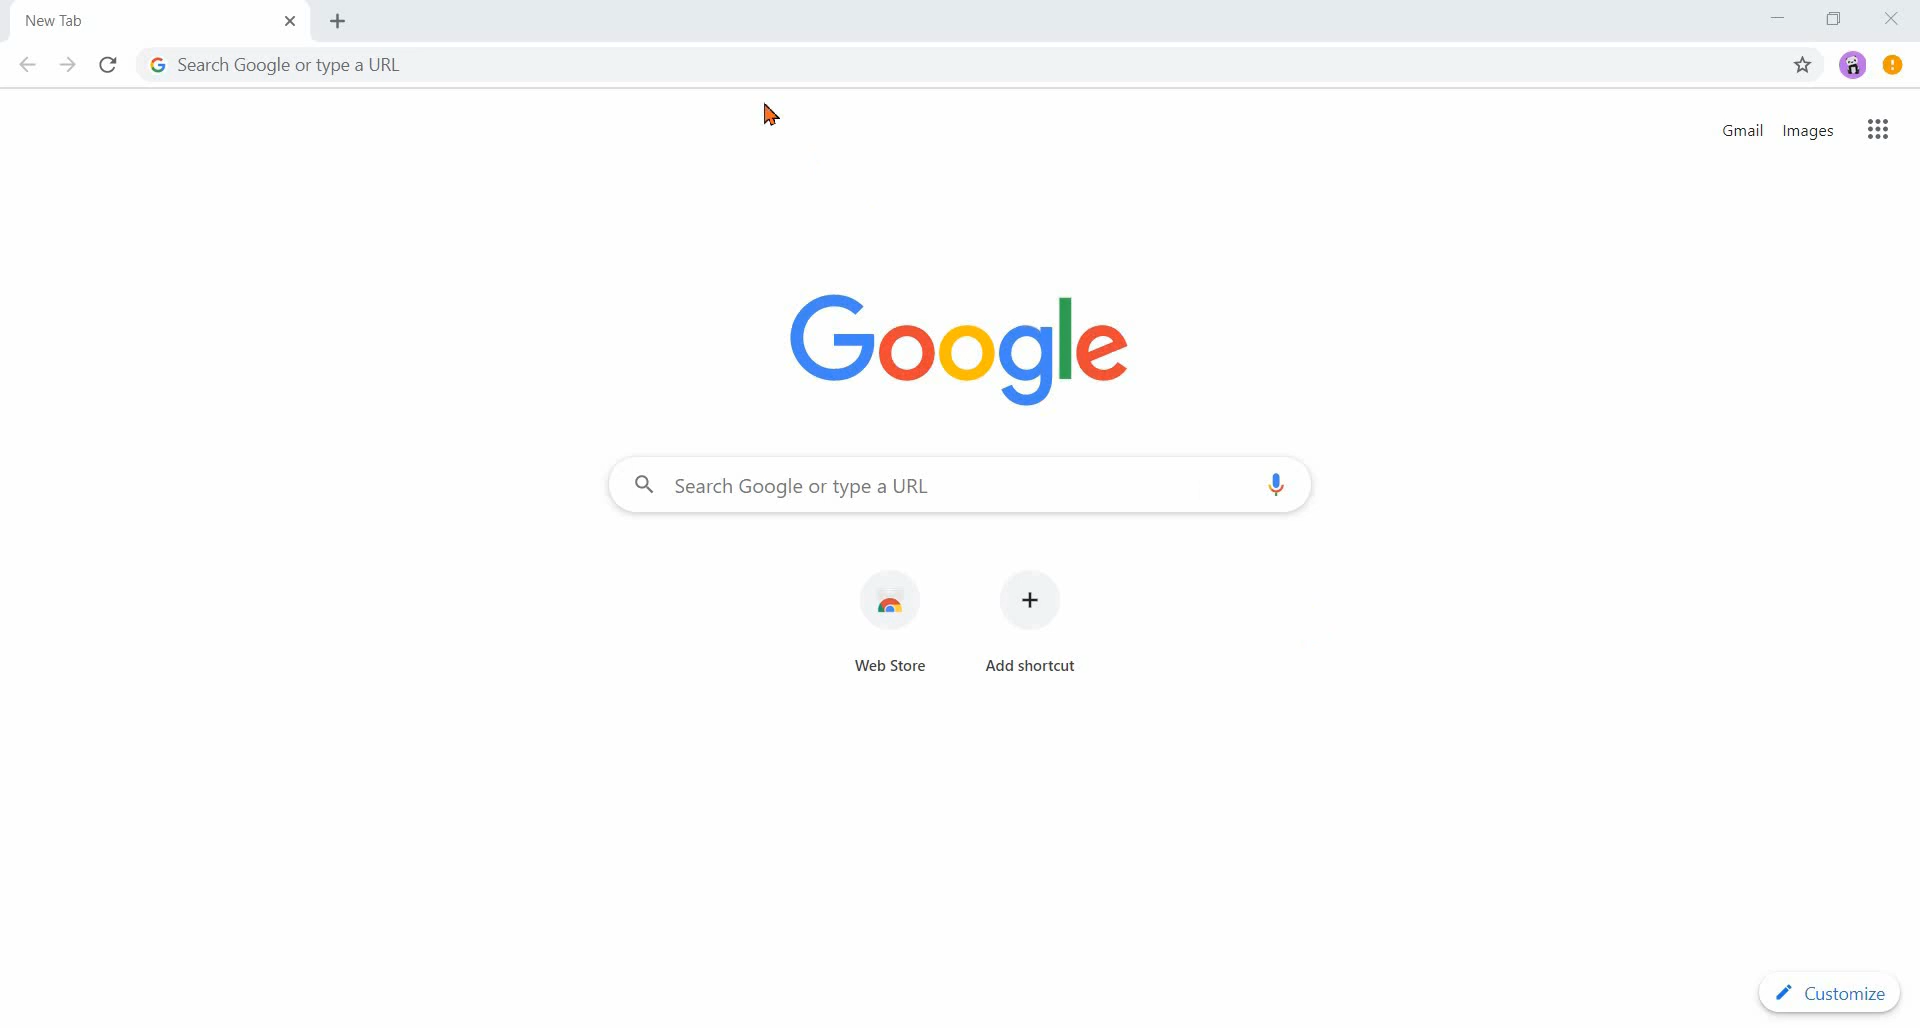 New Tab
Search Google or type a URL
Gmail Images
Google
Search Google or type a URL
Web Store Add shortcut
Customize